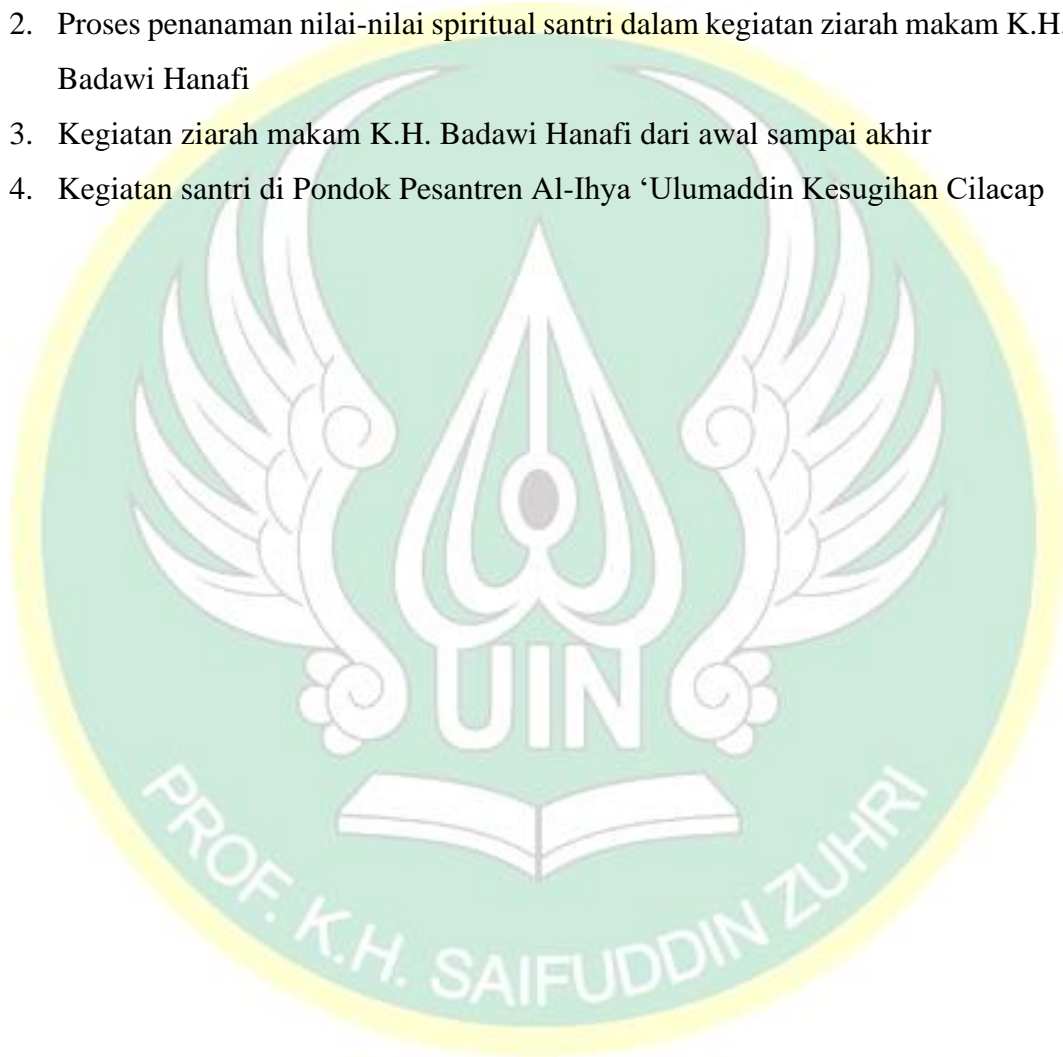 2. Proses penanaman nilai-nilai spiritual santri dalam kegiatan ziarah makam K.H.
Badawi Hanafi
3. Kegiatan ziarah makam K.H. Badawi Hanafi dari awal sampai akhir
4. Kegiatan santri di Pondok Pesantren Al-Ihya ‘Ulumaddin Kesugihan Cilacap
UIN
PROF. K.H. SAIFUDDIN ZUHRI